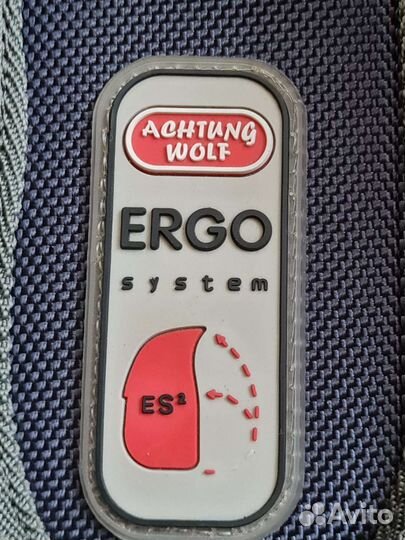 ACHTUNG
WOLF
ERGO
system
ES²
Avito